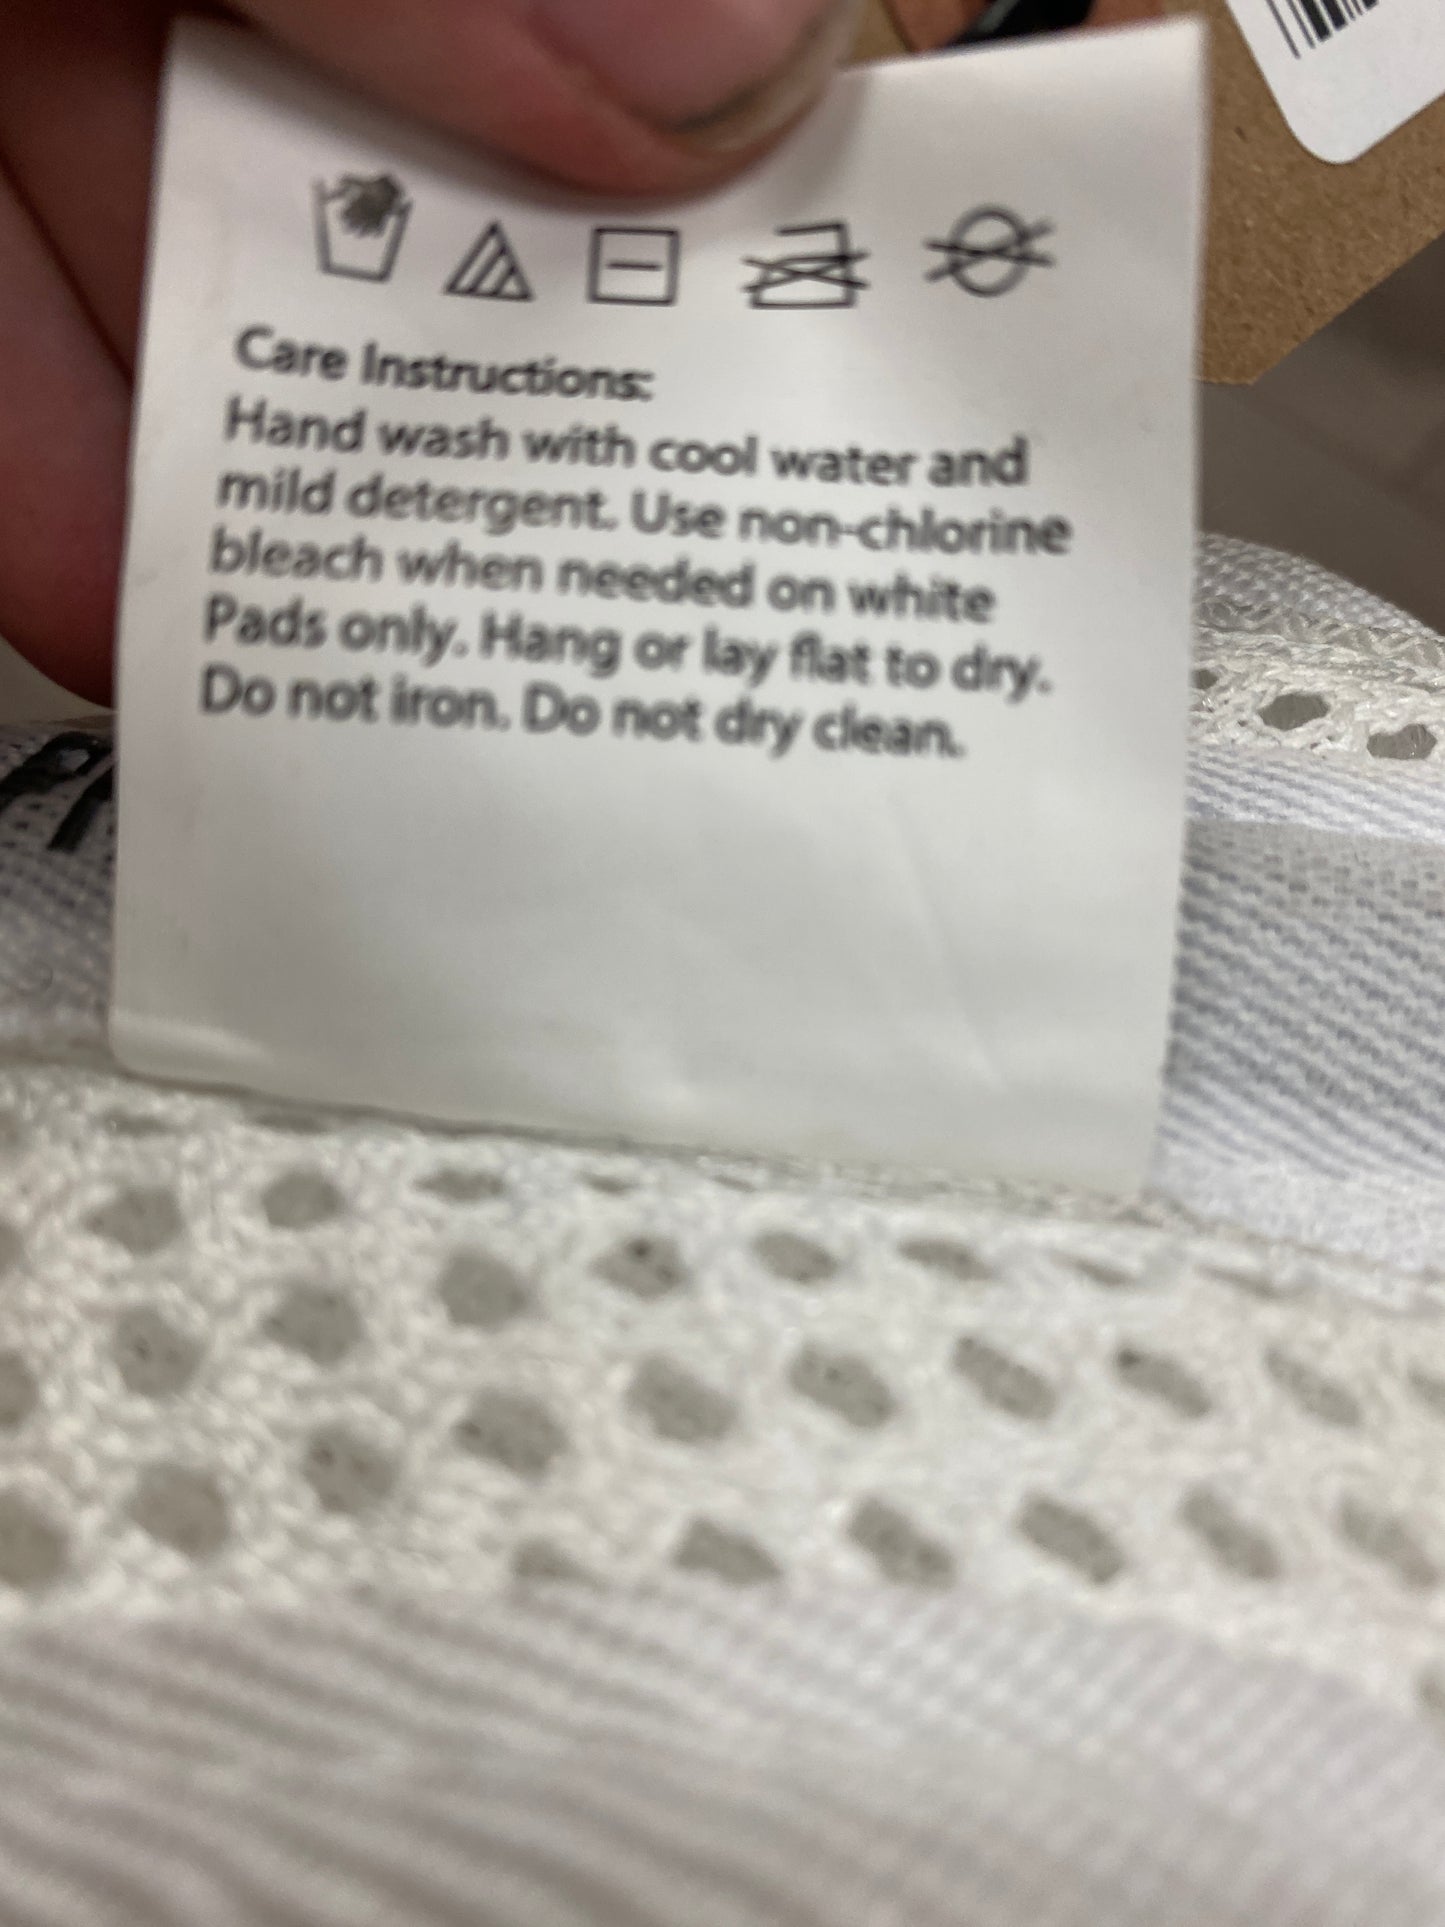 Care Instructions:
Hand wash with cool water and
mild detergent. Use non-chlorine
bleach when needed on white
Pads only. Hang or lay flat to dry.
Do not iron. Do not dry clean.